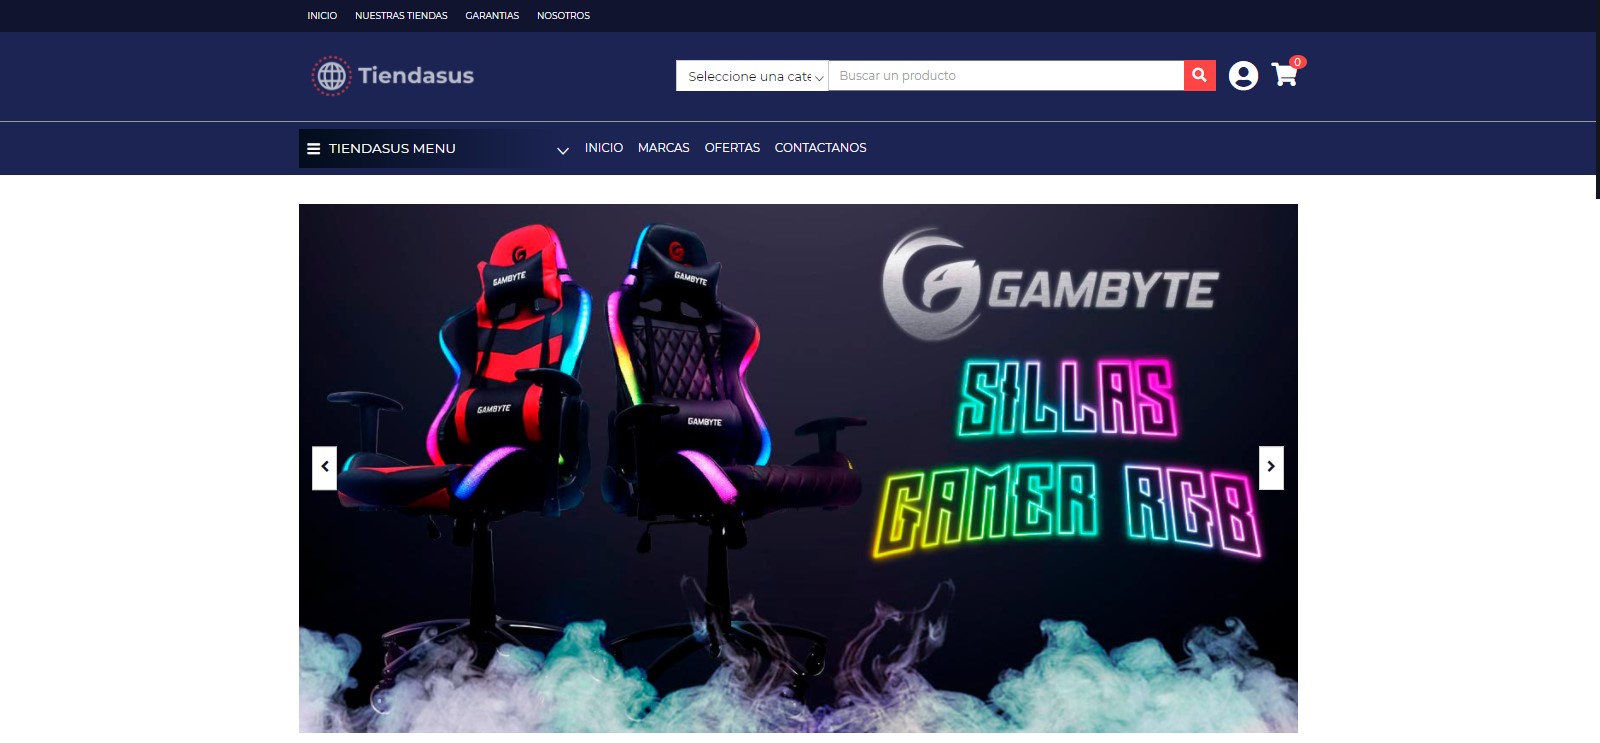 INICIO NUESTRAS TIENDAS GARANTIAS NOSOTROS
Tiendasus
Seleccione una cate
Buscar un producto
0
TIENDASUS MENU
INICIO MARCAS OFERTAS CONTACTANOS
GAMBYTE
GAMBYTE
GAMBYTE
GAMBYTE
GAMBYTE
SILLAS
GAMER RGB